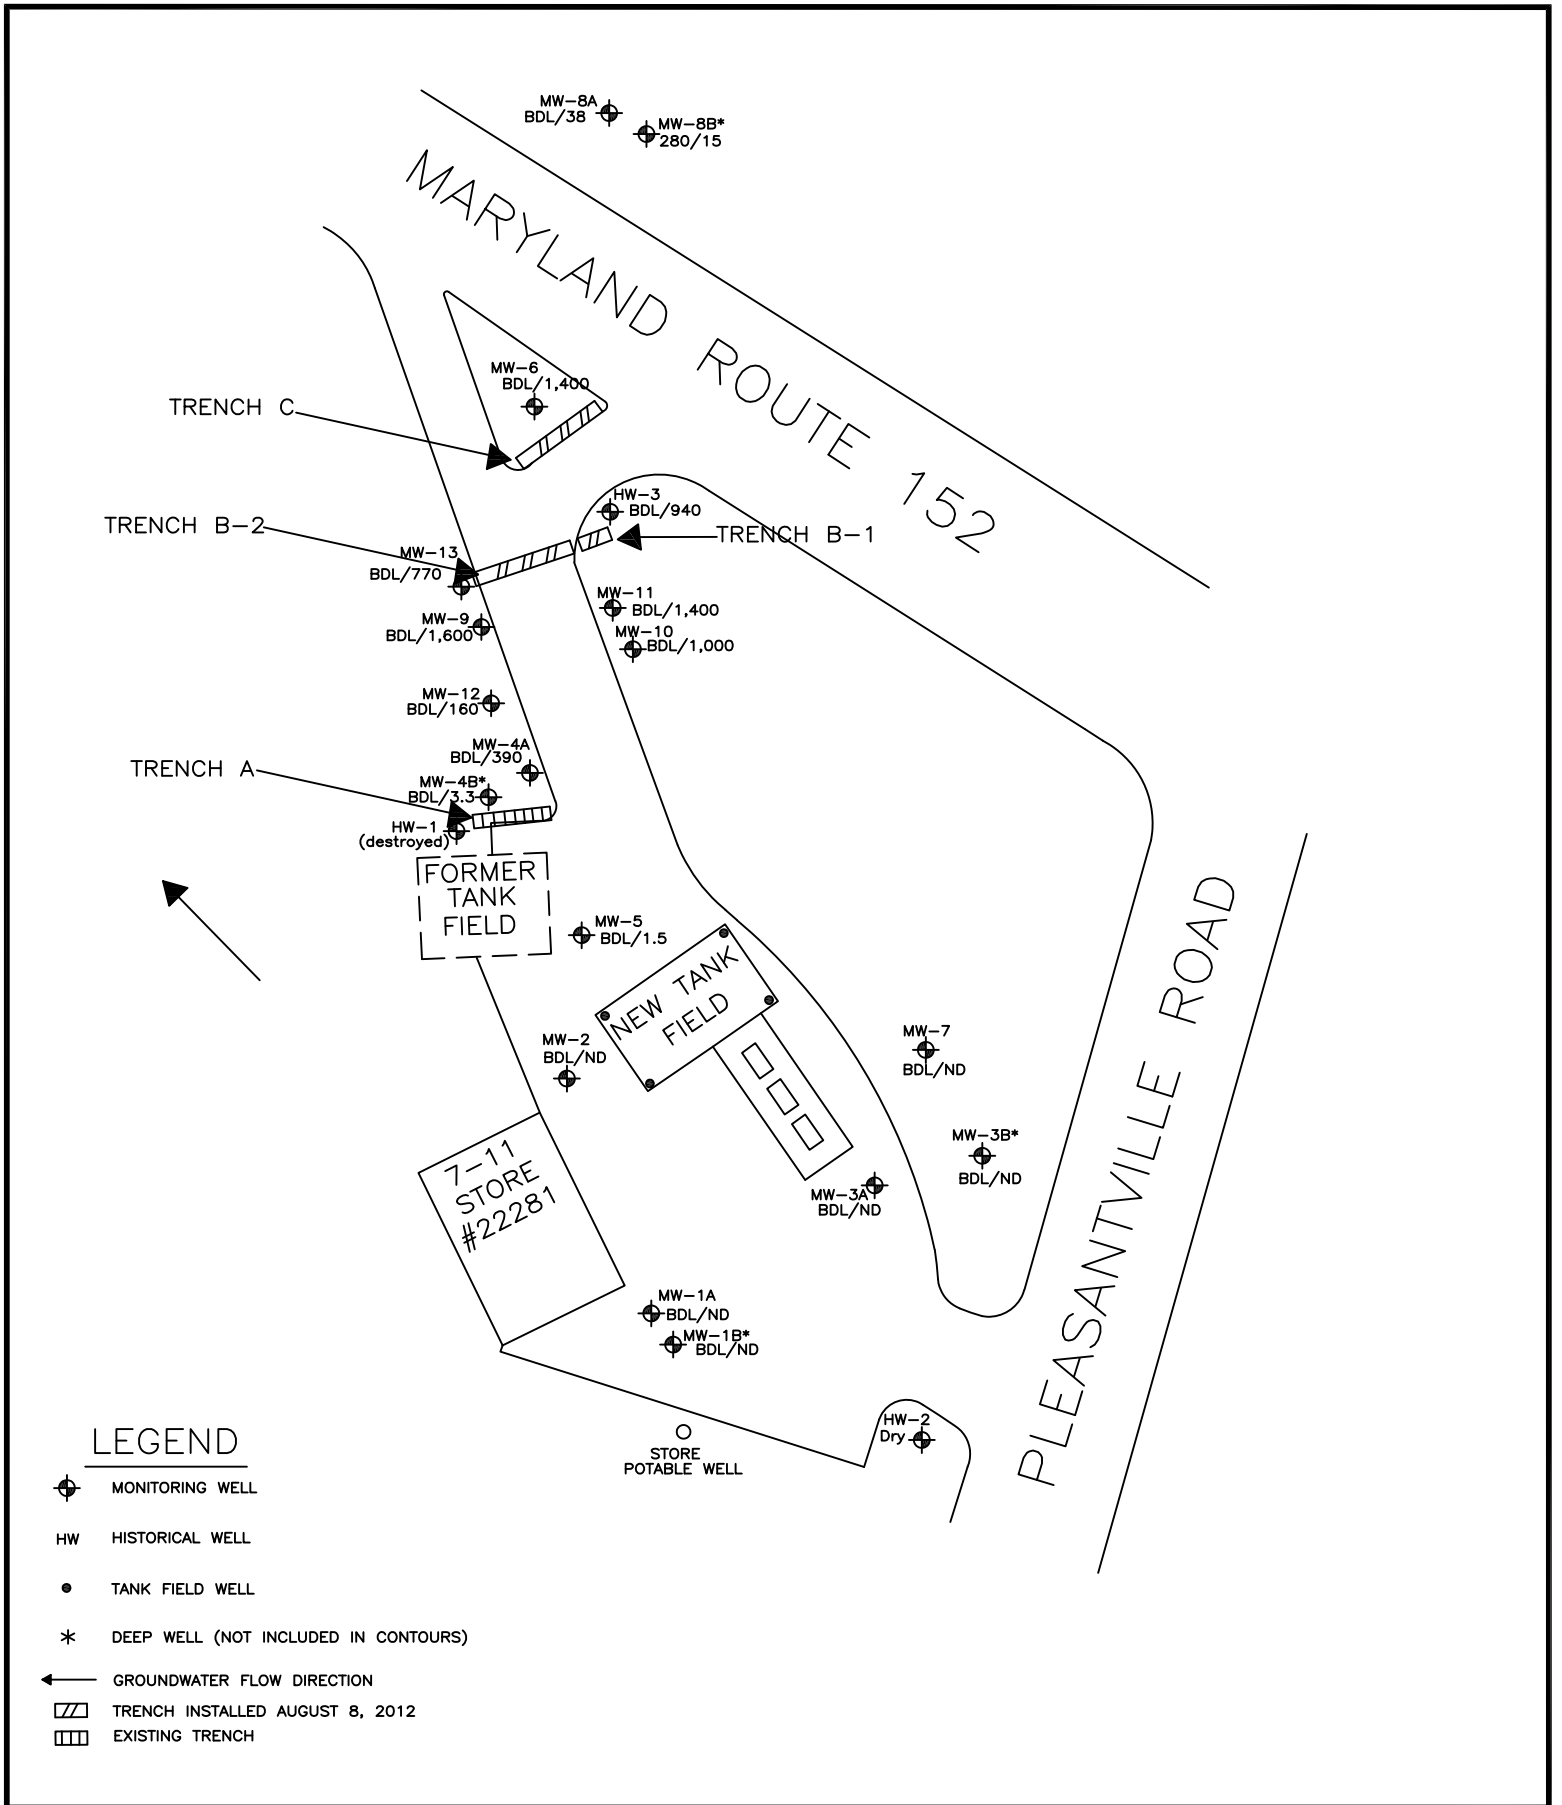 MW-8A
BDL/38
MW-8B*
280/15
MARYLAND ROUTE 152
MW-6
BDL/1,400
TRENCH C
HW-3
BDL/940
TRENCH B-2
TRENCH B-1
MW-13
BDL/770
MW-11
BDL/1,400
MW-9
BDL/1,600
MW-10
BDL/1,000
MW-12
BDL/160
MW-4A
BDL/390
TRENCH A
MW-4B*
BDL/3.3
HW-1
(destroyed)
FORMER
TANK
FIELD
MW-5
BDL/1.5
NEW TANK
FIELD
MW-2
BDL/ND
MW-7
BDL/ND
MW-3B*
BDL/ND
MW-3A
BDL/ND
7-11
STORE
#22281
PLEASANTVILLE ROAD
MW-1A
BDL/ND
MW-1B*
BDL/ND
HW-2
Dry
STORE
POTABLE WELL
LEGEND
MONITORING WELL
HW HISTORICAL WELL
TANK FIELD WELL
* DEEP WELL (NOT INCLUDED IN CONTOURS)
GROUNDWATER FLOW DIRECTION
TRENCH INSTALLED AUGUST 8, 2012
EXISTING TRENCH